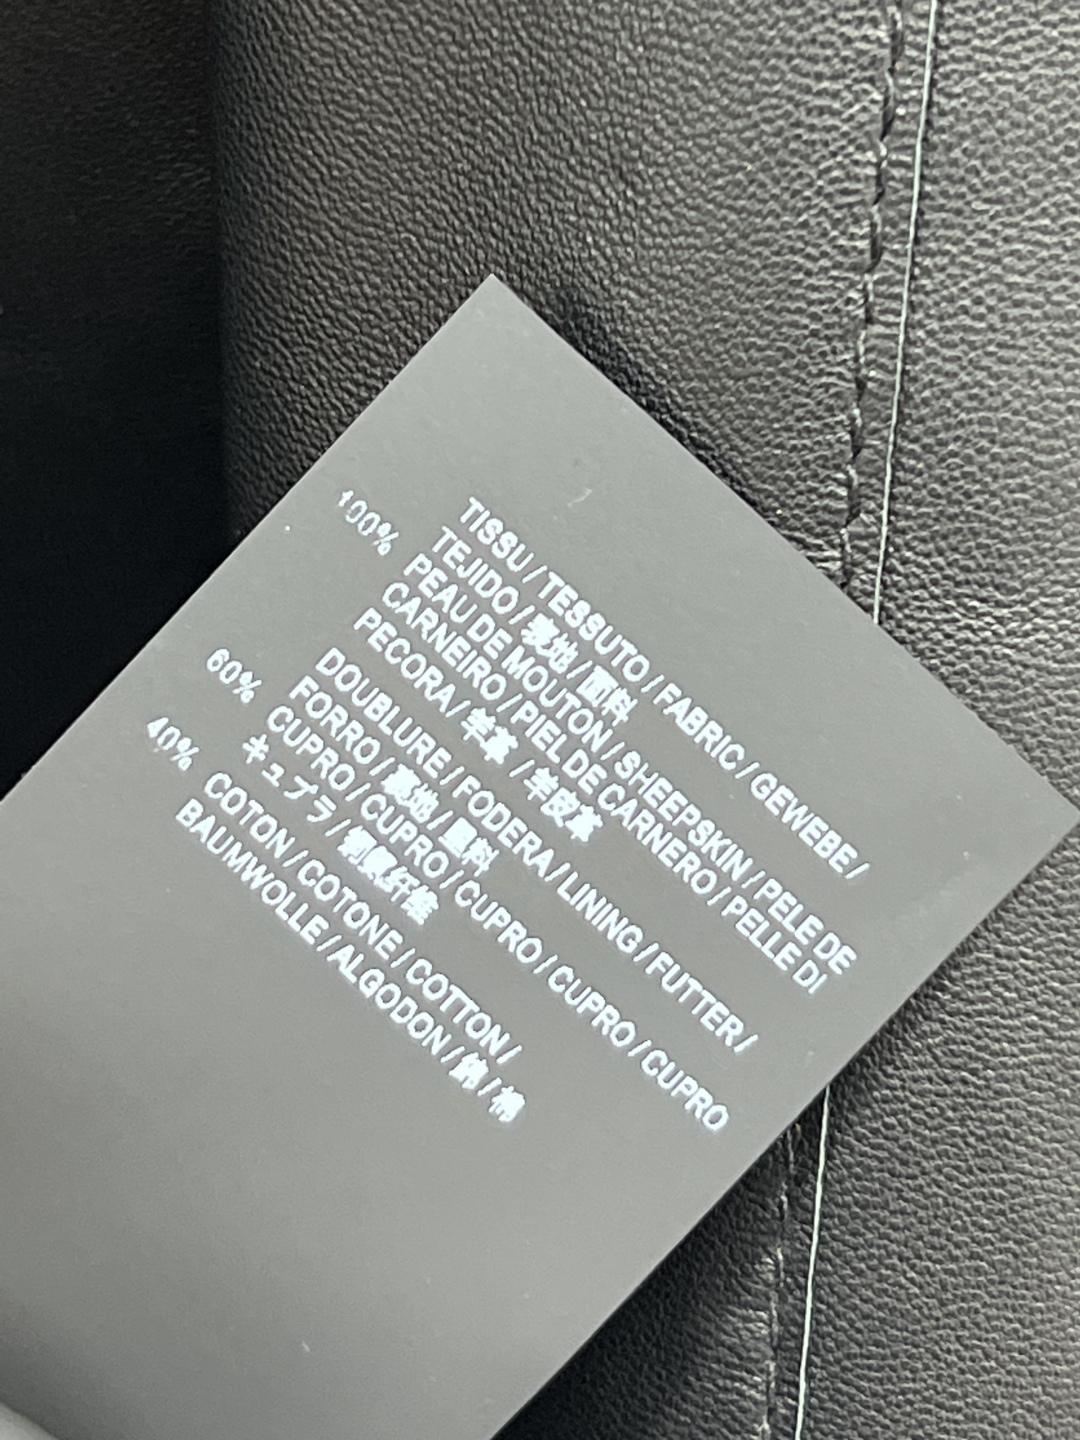 TISSU / TESSUTO / FABRIC / GEWEBE /
TEJIDO / 表地 / 面料
100% PEAU DE MOUTON / SHEEPSKIN / PELE DE
CARNEIRO / PIEL DE CARNERO / PELLE DI
PECORA / 羊革 / 羊皮革
DOUBLURE / FODERA / LINING / FUTTER /
FORRO / 裏地 / 里料
60% CUPRO / CUPRO / CUPRO / CUPRO / CUPRO
キュプラ / 铜氨纤维
40% COTON / COTONE / COTTON /
BAUMWOLLE / ALGODON / 綿 / 棉